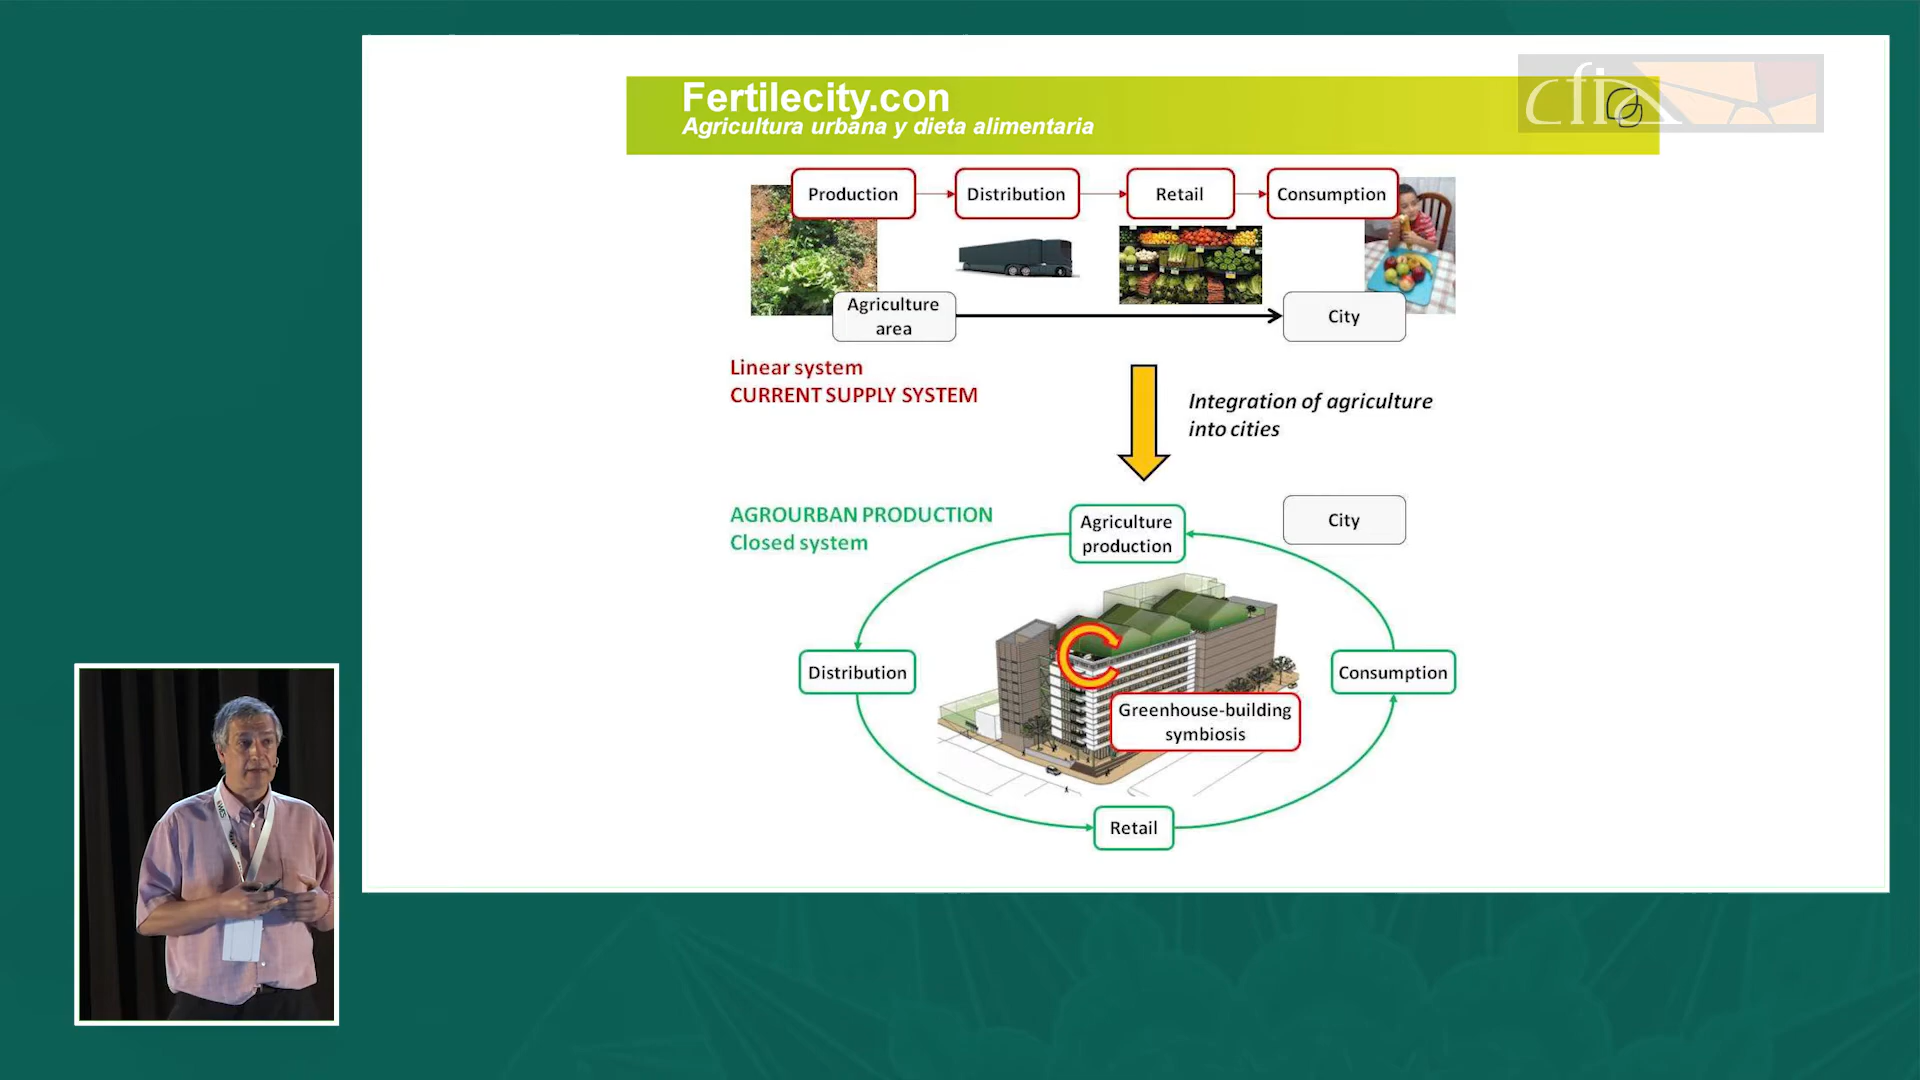 Fertilecity.con
Agricultura urbana y dieta alimentaria
cfia
Production
Distribution
Retail
Consumption
Agriculture
area
City
Linear system
CURRENT SUPPLY SYSTEM
Integration of agriculture
into cities
AGROURBAN PRODUCTION
Closed system
Agriculture
production
City
Distribution
Consumption
Greenhouse-building
symbiosis
Retail